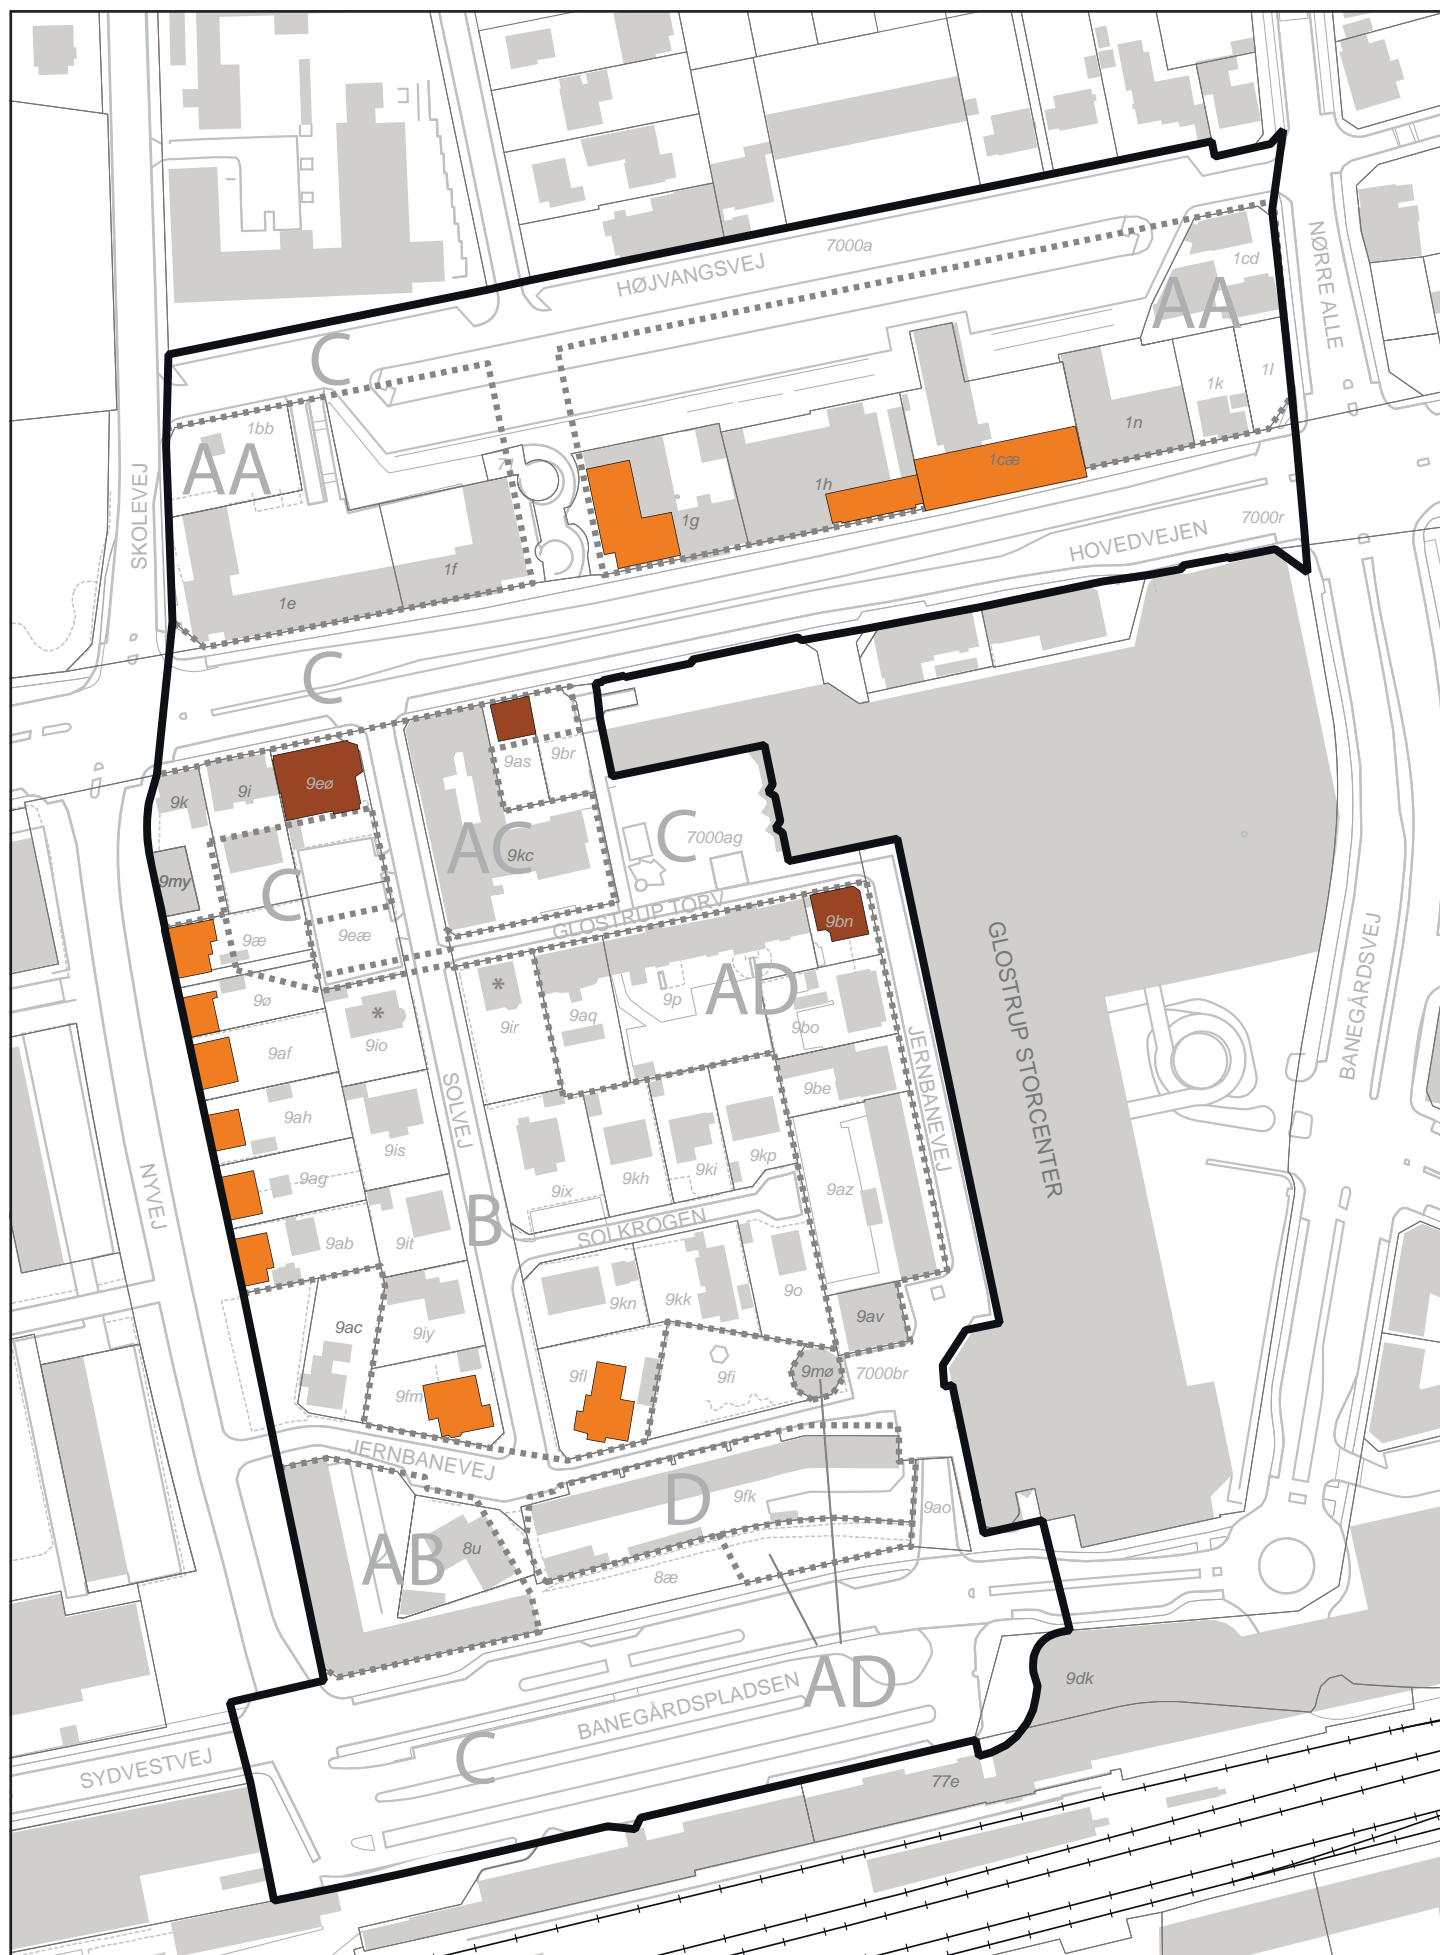 7000a
HØJVANGSVEJ
NØRRE ALLE
1cd
AA
C
1bb
AA
SKOLEVEJ
1k
1l
1n
1cæ
1h
1g
7000r
HOVEDVEJEN
1f
1e
C
9as
9br
9k
9i
9eø
AC
9kc
C
7000ag
9my
C
GLOSTRUP TORV
9bn
9æ
9eæ
9ø
*
9io
*
9ir
9aq
9p
AD
9bo
GLOSTRUP STORCENTER
BANEGÅRDSVEJ
9af
9be
JERNBANEVEJ
SOLVEJ
9ah
9is
9ix
9kh
9ki
9kp
9az
NYVEJ
9ag
B
SOLKROGEN
9ab
9it
9kn
9kk
9o
9av
9ac
9iy
9fl
9fi
9mø
7000br
9fm
JERNBANEVEJ
D
9fk
9ao
AB
8u
8æ
9dk
AD
BANEGÅRDSPLADSEN
C
SYDVESTVEJ
77e